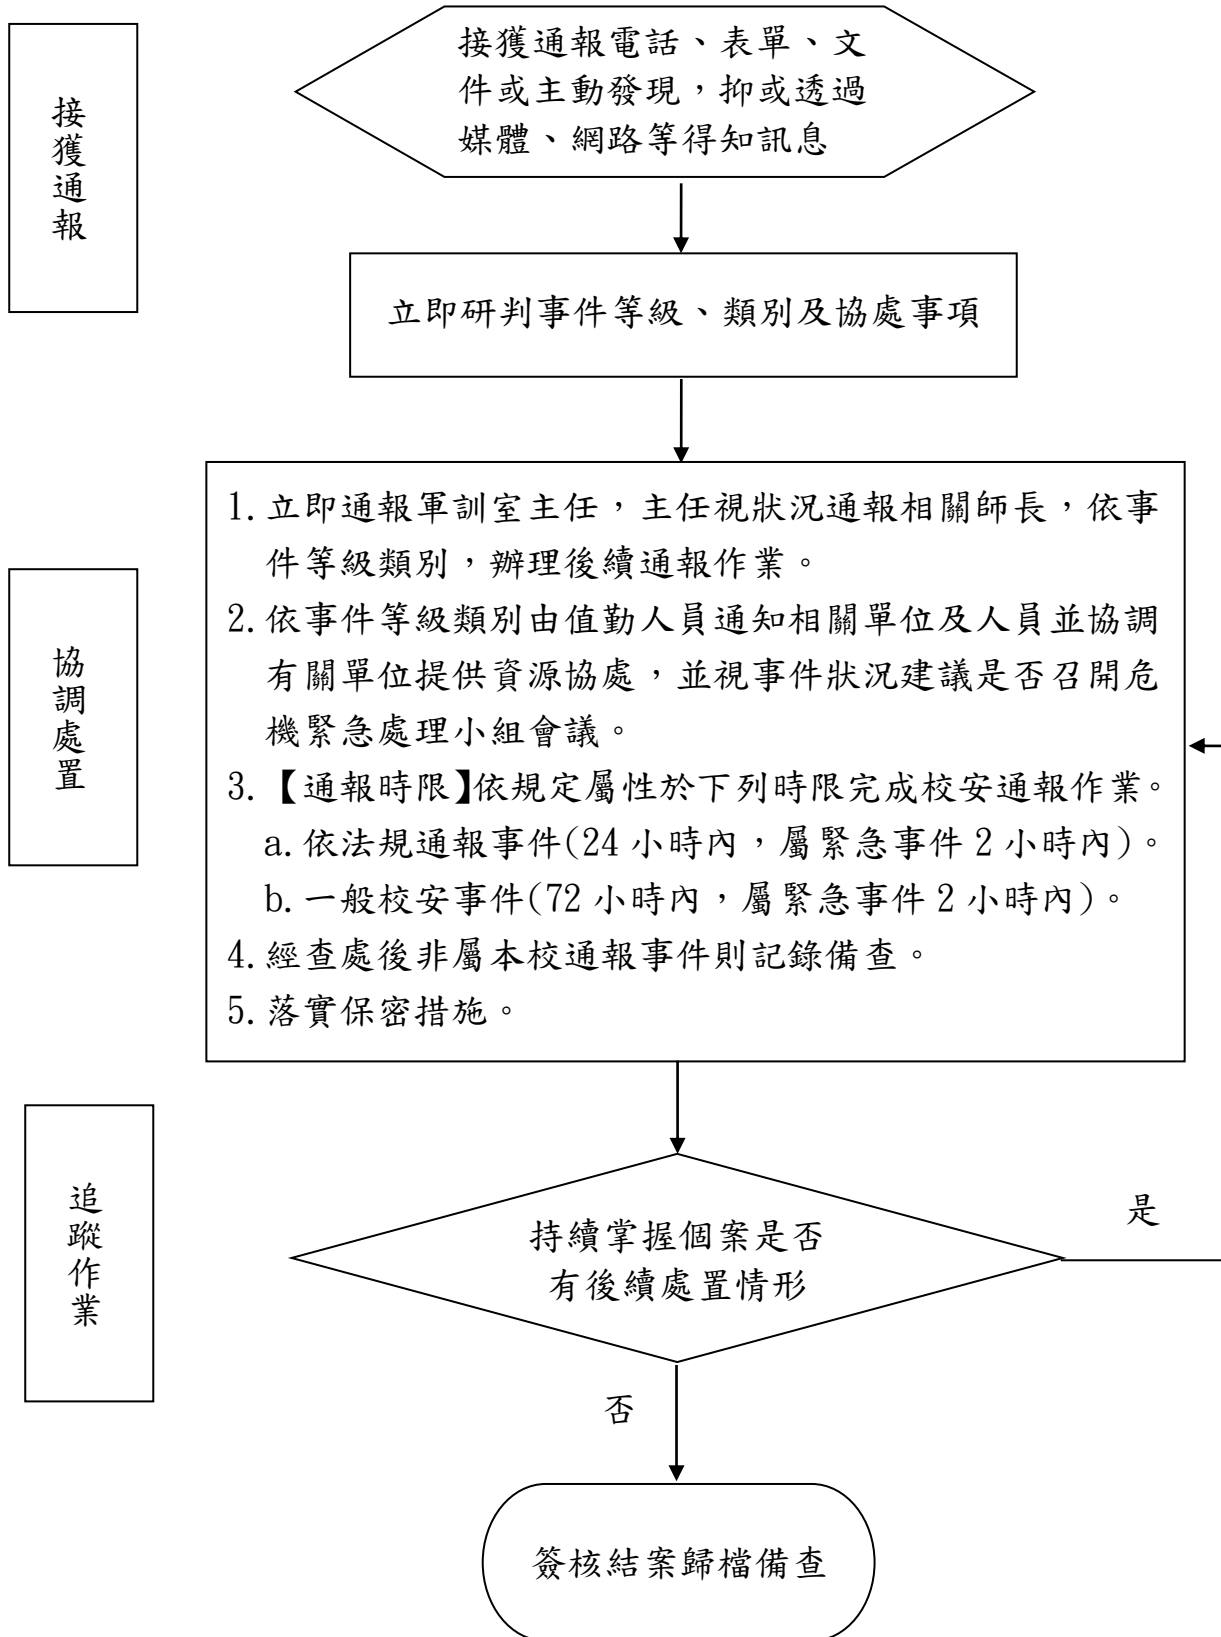 接獲通報
接獲通報電話、表單、文
件或主動發現，抑或透過
媒體、網路等得知訊息
立即研判事件等級、類別及協處事項
協調處置
1. 立即通報軍訓室主任，主任視狀況通報相關師長，依事
件等級類別，辦理後續通報作業。
2. 依事件等級類別由值勤人員通知相關單位及人員並協調
有關單位提供資源協處，並視事件狀況建議是否召開危
機緊急處理小組會議。
3. 【通報時限】依規定屬性於下列時限完成校安通報作業。
a. 依法規通報事件(24 小時內，屬緊急事件 2 小時內)。
b. 一般校安事件(72 小時內，屬緊急事件 2 小時內)。
4. 經查處後非屬本校通報事件則記錄備查。
5. 落實保密措施。
追蹤作業
持續掌握個案是否
有後續處置情形
是
否
簽核結案歸檔備查